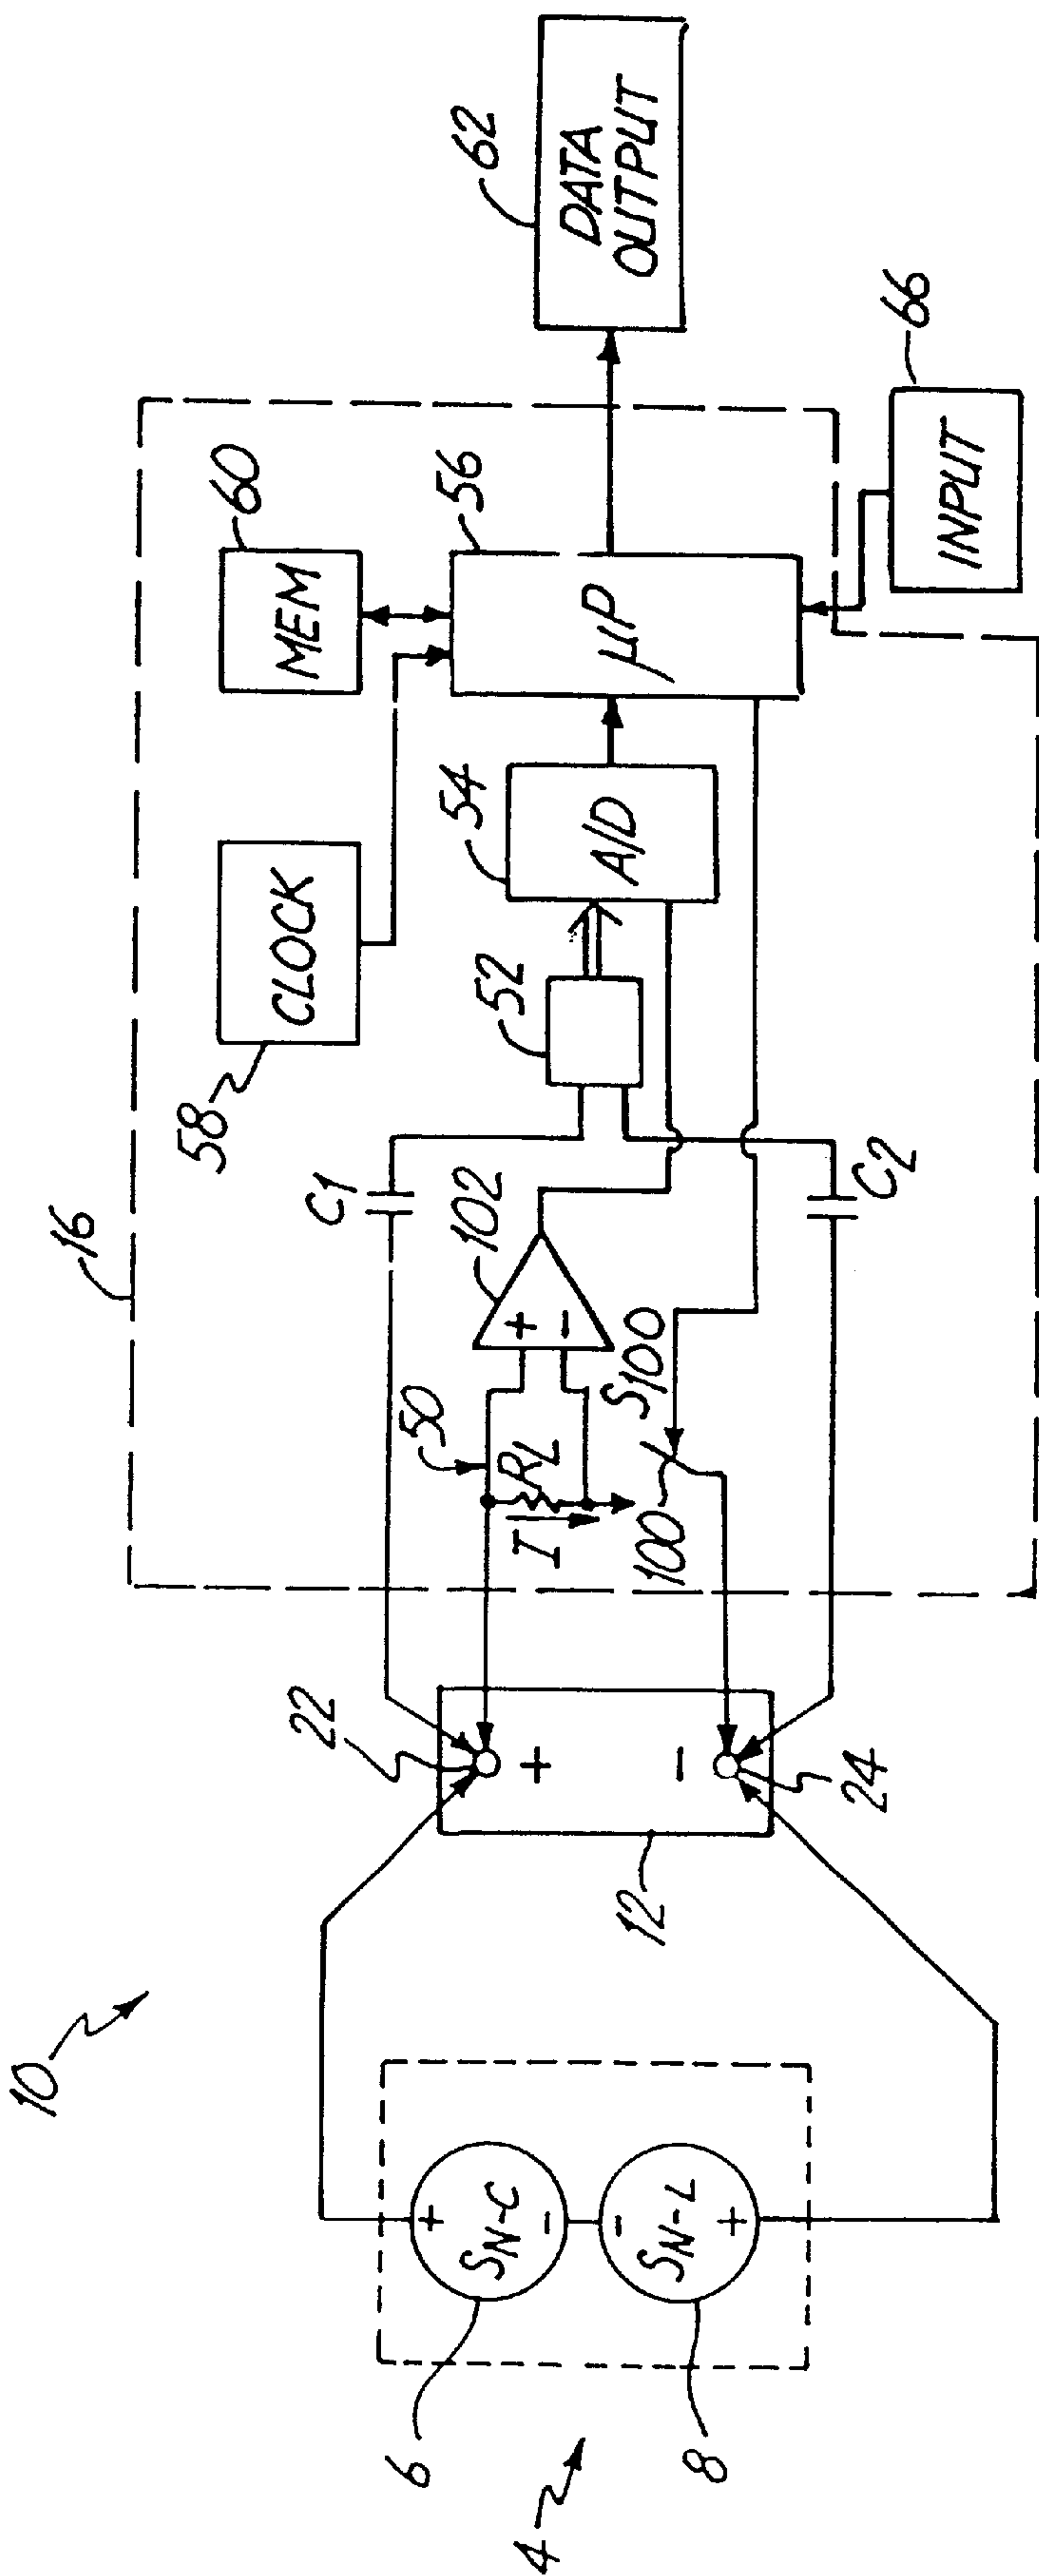 10
16
58
CLOCK
60
MEM
22
C1
50
102
+
-
52
54
A/D
56
μP
62
DATA
OUTPUT
4
6
+
SN-C
-
-
SN-L
+
8
12
+
-
24
I
RL
100
S100
C2
66
INPUT